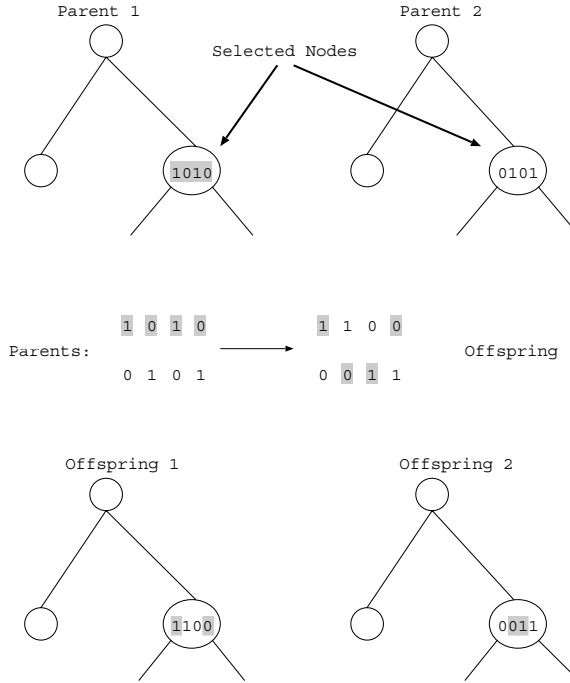 Parent 1
Parent 2
Selected Nodes
1010
0101
1 0 1 0
1 1 0 0
Parents:
Offspring
0 1 0 1
0 0 1 1
Offspring 1
Offspring 2
1100
0011